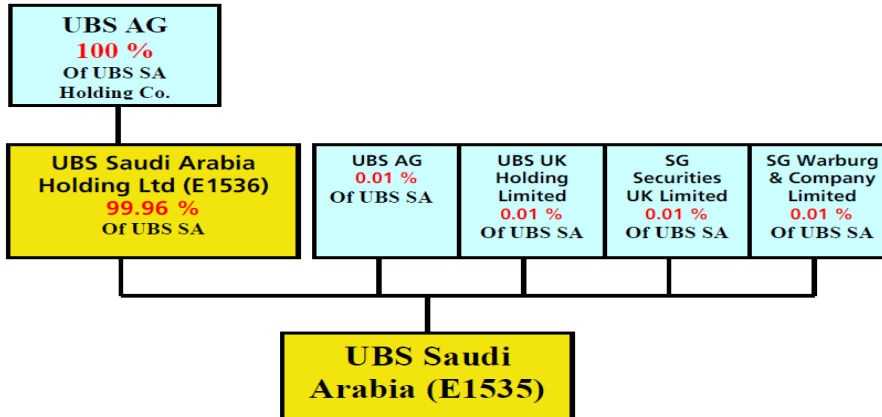 UBS AG
100 %
Of UBS SA
Holding Co.
UBS Saudi Arabia
Holding Ltd (E1536)
99.96 %
Of UBS SA
UBS AG
0.01 %
Of UBS SA
UBS UK
Holding
Limited
0.01 %
Of UBS SA
SG
Securities
UK Limited
0.01 %
Of UBS SA
SG Warburg
& Company
Limited
0.01 %
Of UBS SA
UBS Saudi
Arabia (E1535)